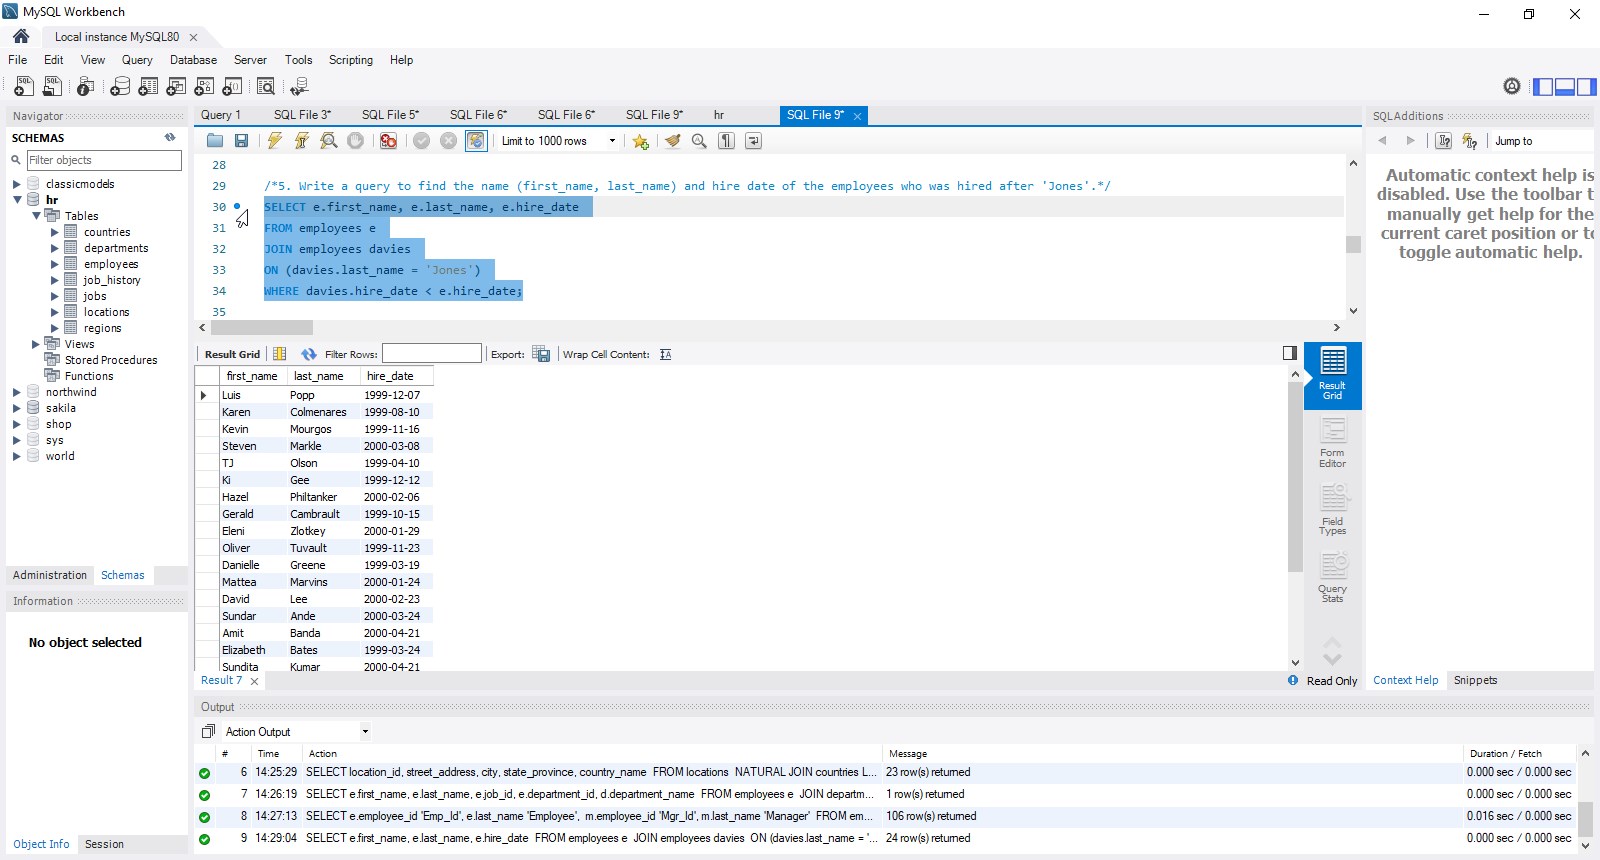 MySQL Workbench
Local instance MySQL80
File Edit View Query Database Server Tools Scripting Help
Navigator
SCHEMAS
Filter objects
classicmodels
hr
Tables
countries
departments
employees
job_history
jobs
locations
regions
Views
Stored Procedures
Functions
northwind
sakila
shop
sys
world
Administration Schemas
Information
No object selected
Object Info Session
Query 1 SQL File 3* SQL File 5* SQL File 6* SQL File 6* SQL File 9* hr SQL File 9*
Limit to 1000 rows
28
29 /*5. Write a query to find the name (first_name, last_name) and hire date of the employees who was hired after 'Jones'.*/
30 SELECT e.first_name, e.last_name, e.hire_date
31 FROM employees e
32 JOIN employees davies
33 ON (davies.last_name = 'Jones')
34 WHERE davies.hire_date < e.hire_date;
35
Result Grid Filter Rows: Export: Wrap Cell Content: IA
first_name last_name hire_date
Luis Popp 1999-12-07
Karen Colmenares 1999-08-10
Kevin Mourgos 1999-11-16
Steven Markle 2000-03-08
TJ Olson 1999-04-10
Ki Gee 1999-12-12
Hazel Philtanker 2000-02-06
Gerald Cambrault 1999-10-15
Eleni Zlotkey 2000-01-29
Oliver Tuvault 1999-11-23
Danielle Greene 1999-03-19
Mattea Marvins 2000-01-24
David Lee 2000-02-23
Sundar Ande 2000-03-24
Amit Banda 2000-04-21
Elizabeth Bates 1999-03-24
Sundita Kumar 2000-04-21
Result Grid
Form Editor
Field Types
Query Stats
Result 7
Read Only
SQLAdditions
Jump to
Automatic context help is
disabled. Use the toolbar t
manually get help for the
current caret position or to
toggle automatic help.
Context Help Snippets
Output
Action Output
# Time Action Message Duration / Fetch
6 14:25:29 SELECT location_id, street_address, city, state_province, country_name FROM locations NATURAL JOIN countries L... 23 row(s) returned 0.000 sec / 0.000 sec
7 14:26:19 SELECT e.first_name, e.last_name, e.job_id, e.department_id, d.department_name FROM employees e JOIN departm... 1 row(s) returned 0.000 sec / 0.000 sec
8 14:27:13 SELECT e.employee_id 'Emp_Id', e.last_name 'Employee', m.employee_id 'Mgr_Id', m.last_name 'Manager' FROM em... 106 row(s) returned 0.016 sec / 0.000 sec
9 14:29:04 SELECT e.first_name, e.last_name, e.hire_date FROM employees e JOIN employees davies ON (davies.last_name = '... 24 row(s) returned 0.000 sec / 0.000 sec